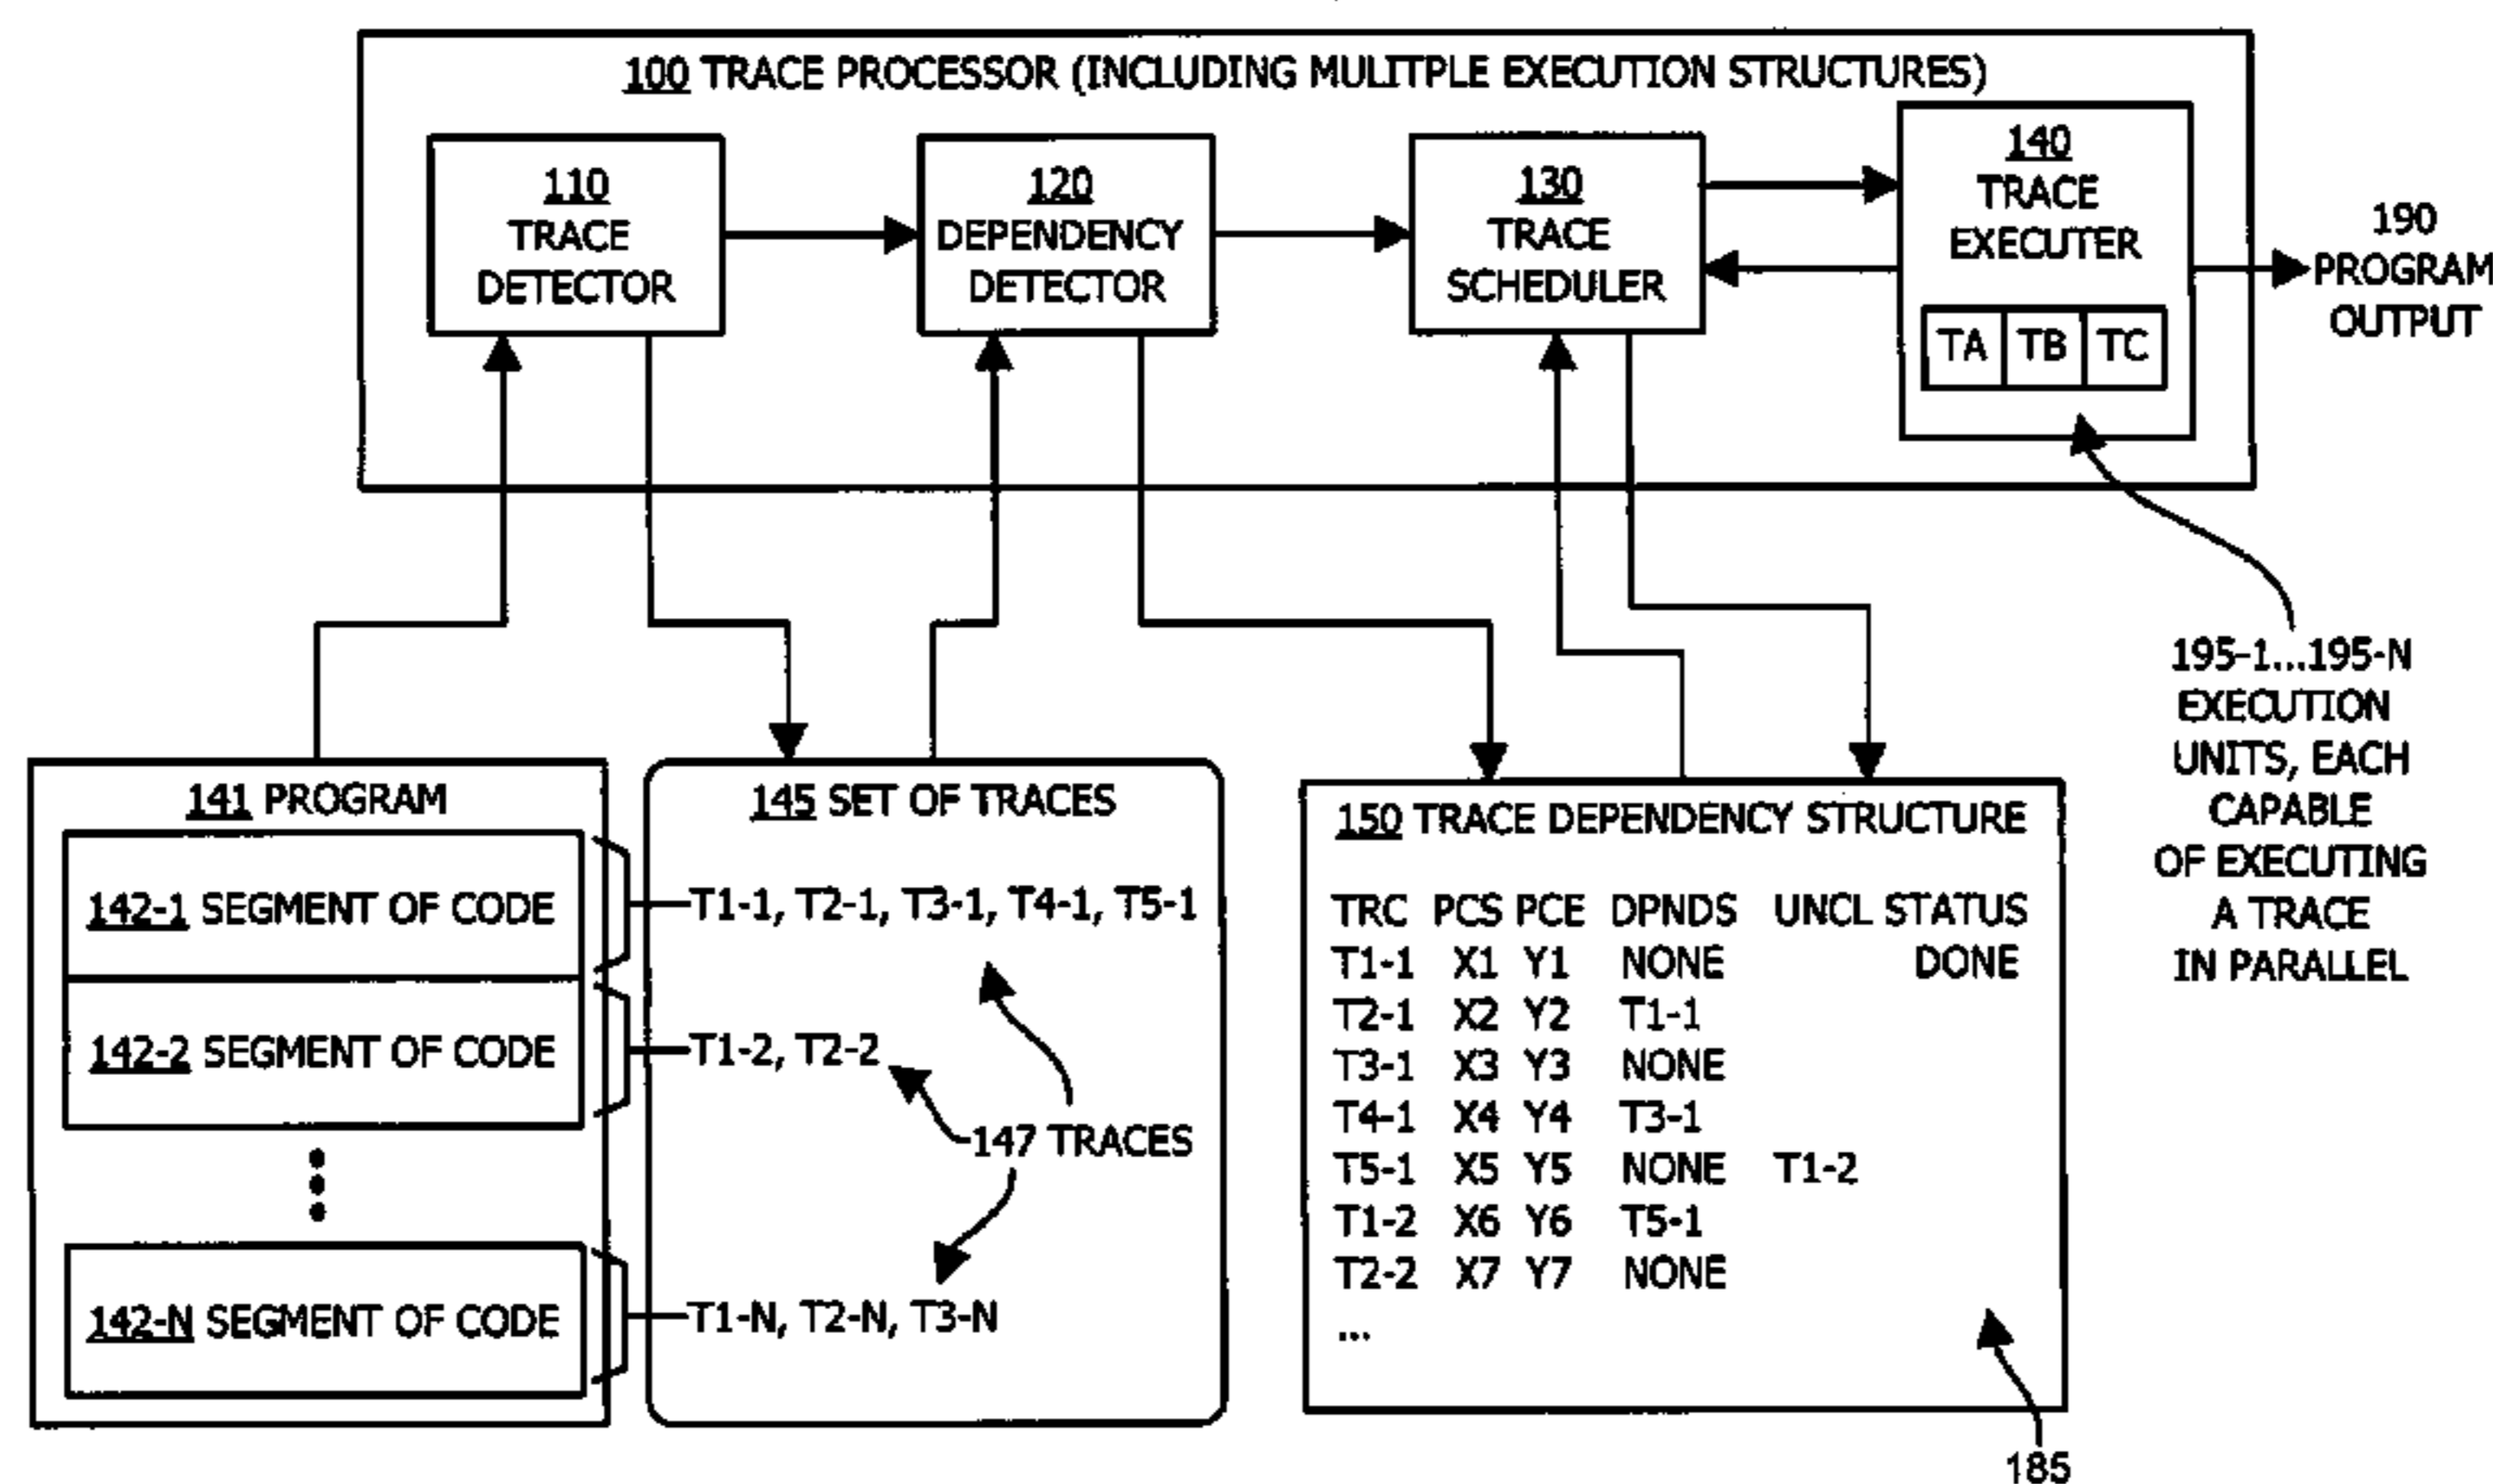 100 TRACE PROCESSOR (INCLUDING MULITPLE EXECUTION STRUCTURES)
110
TRACE
DETECTOR
120
DEPENDENCY
DETECTOR
130
TRACE
SCHEDULER
140
TRACE
EXECUTER
TA TB TC
190
PROGRAM
OUTPUT
195-1...195-N
EXECUTION
UNITS, EACH
CAPABLE
OF EXECUTING
A TRACE
IN PARALLEL
141 PROGRAM
142-1 SEGMENT OF CODE
142-2 SEGMENT OF CODE
142-N SEGMENT OF CODE
145 SET OF TRACES
T1-1, T2-1, T3-1, T4-1, T5-1
T1-2, T2-2
147 TRACES
T1-N, T2-N, T3-N
150 TRACE DEPENDENCY STRUCTURE
TRC PCS PCE DPNDS UNCL STATUS
T1-1 X1 Y1 NONE DONE
T2-1 X2 Y2 T1-1
T3-1 X3 Y3 NONE
T4-1 X4 Y4 T3-1
T5-1 X5 Y5 NONE T1-2
T1-2 X6 Y6 T5-1
T2-2 X7 Y7 NONE
...
185